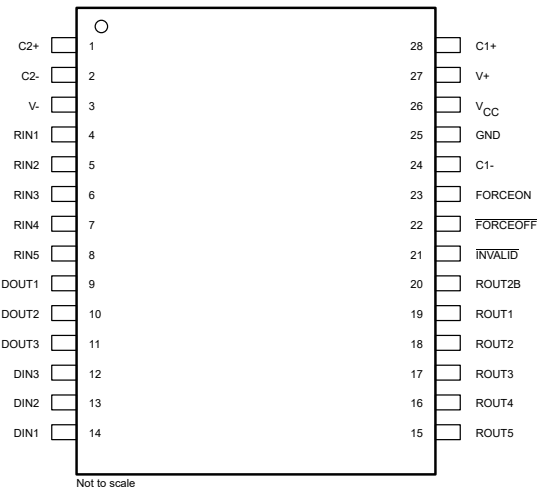 C2+ 1 28 C1+
C2- 2 27 V+
V- 3 26 VCC
RIN1 4 25 GND
RIN2 5 24 C1-
RIN3 6 23 FORCEON
RIN4 7 22 FORCEOFF
RIN5 8 21 INVALID
DOUT1 9 20 ROUT2B
DOUT2 10 19 ROUT1
DOUT3 11 18 ROUT2
DIN3 12 17 ROUT3
DIN2 13 16 ROUT4
DIN1 14 15 ROUT5
Not to scale